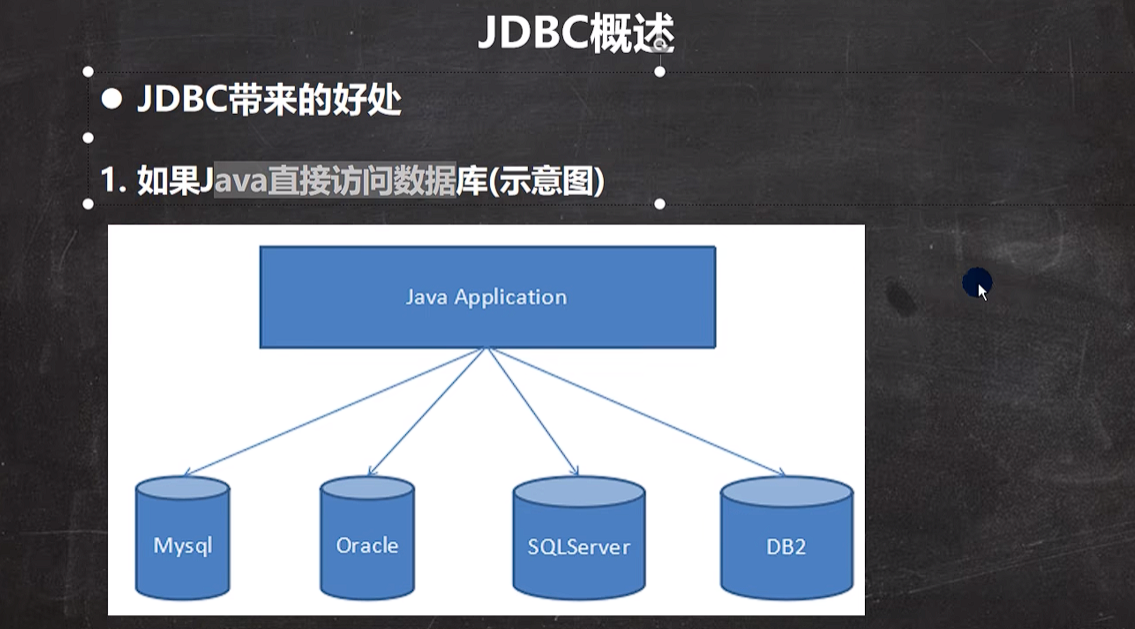 JDBC概述
● JDBC带来的好处
1. 如果Java直接访问数据库(示意图)
Java Application
Mysql
Oracle
SQLServer
DB2